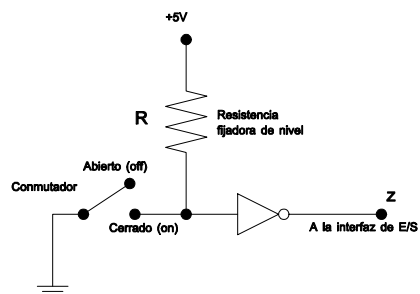 +5V
R
Resistencia
fijadora de nivel
Abierto (off)
Conmutador
Cerrado (on)
Z
A la interfaz de E/S